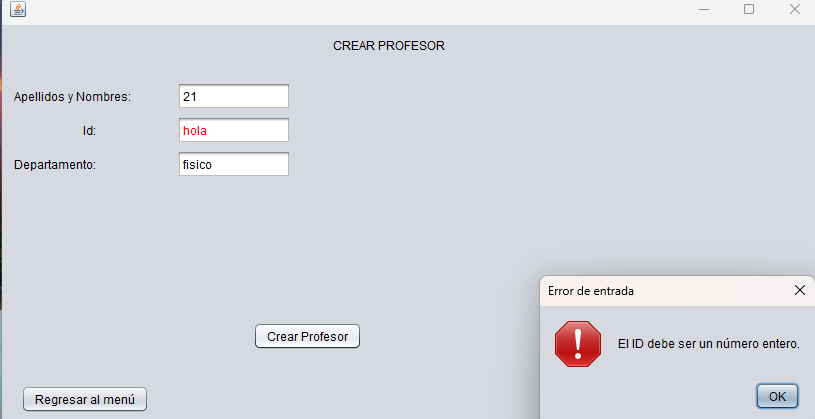 CREAR PROFESOR
Apellidos y Nombres: 21
Id: hola
Departamento: fisico
Error de entrada
El ID debe ser un número entero.
Crear Profesor
OK
Regresar al menú